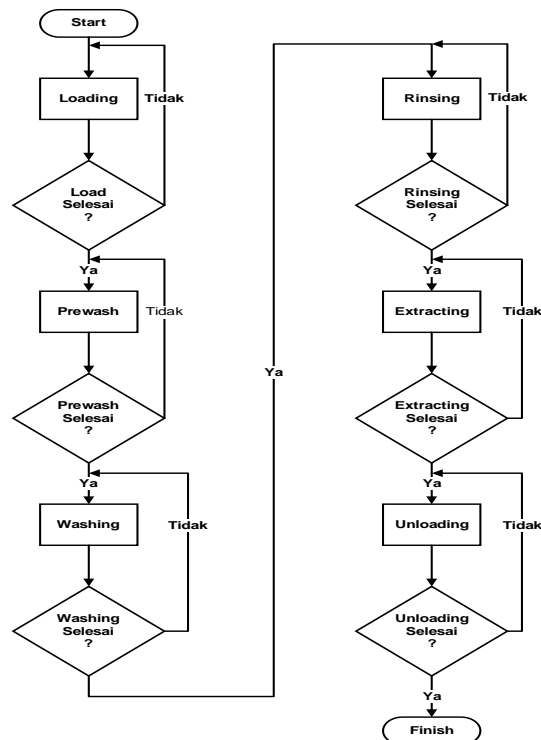 Start
Loading
Tidak
Load
Selesai
?
Ya
Prewash
Tidak
Prewash
Selesai
?
Ya
Washing
Tidak
Washing
Selesai
?
Ya
Rinsing
Tidak
Rinsing
Selesai
?
Ya
Extracting
Tidak
Extracting
Selesai
?
Ya
Unloading
Tidak
Unloading
Selesai
?
Ya
Finish